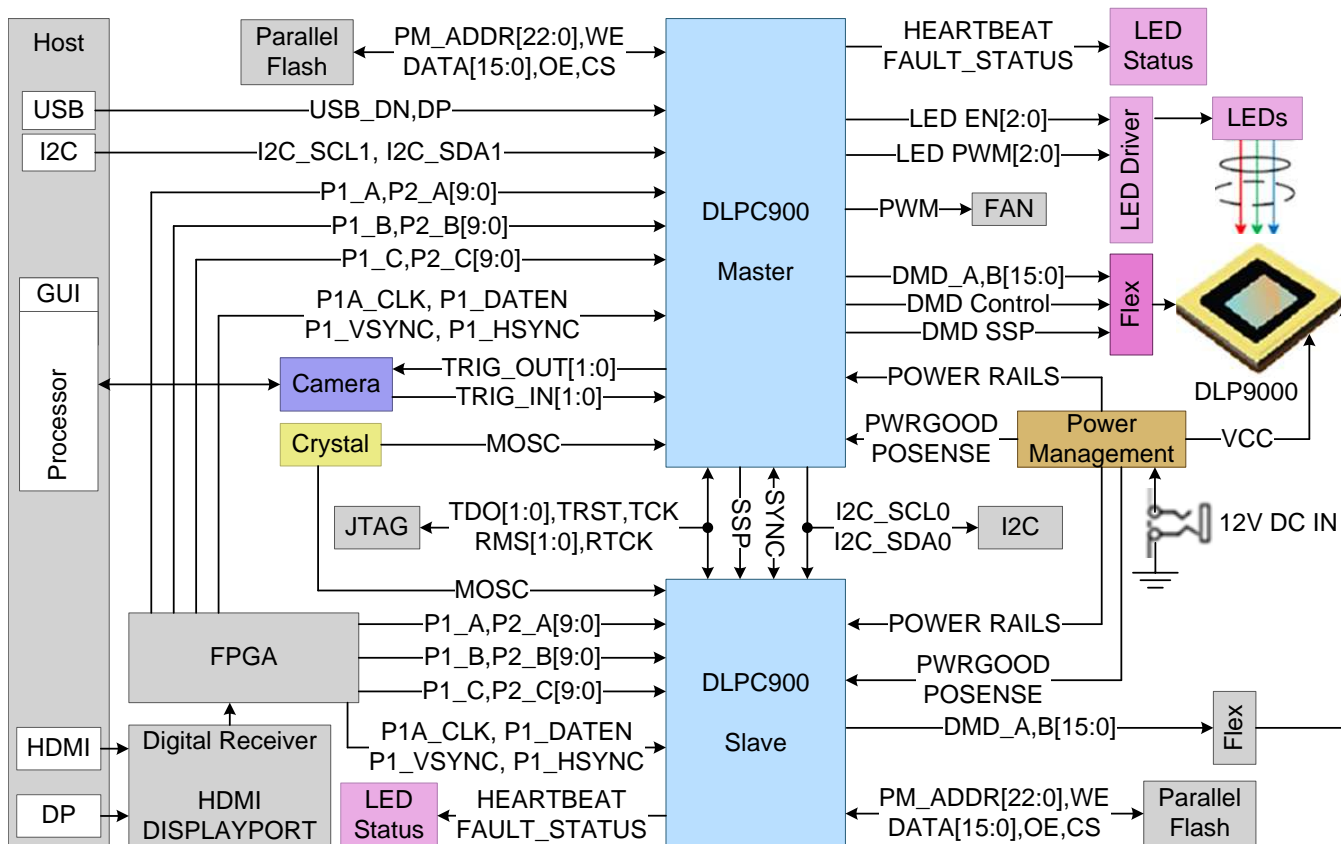 Host
Parallel
Flash
PM_ADDR[22:0],WE
DATA[15:0],OE,CS
HEARTBEAT
FAULT_STATUS
LED
Status
USB
USB_DN,DP
LED EN[2:0]
LED Driver
LEDs
I2C
I2C_SCL1, I2C_SDA1
LED PWM[2:0]
P1_A,P2_A[9:0]
DLPC900
Master
PWM
FAN
P1_B,P2_B[9:0]
P1_C,P2_C[9:0]
GUI
Processor
P1A_CLK, P1_DATEN
P1_VSYNC, P1_HSYNC
DMD_A,B[15:0]
DMD Control
DMD SSP
Flex
DLP9000
Camera
TRIG_OUT[1:0]
TRIG_IN[1:0]
POWER RAILS
Crystal
MOSC
PWRGOOD
POSENSE
Power
Management
VCC
JTAG
TDO[1:0],TRST,TCK
RMS[1:0],RTCK
SSP
SYNC
I2C_SCL0
I2C_SDA0
I2C
12V DC IN
MOSC
FPGA
P1_A,P2_A[9:0]
P1_B,P2_B[9:0]
P1_C,P2_C[9:0]
DLPC900
Slave
POWER RAILS
PWRGOOD
POSENSE
HDMI
Digital Receiver
HDMI
DISPLAYPORT
P1A_CLK, P1_DATEN
P1_VSYNC, P1_HSYNC
DMD_A,B[15:0]
Flex
DP
LED
Status
HEARTBEAT
FAULT_STATUS
PM_ADDR[22:0],WE
DATA[15:0],OE,CS
Parallel
Flash